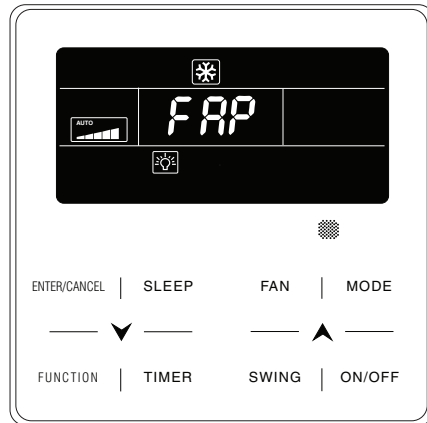 AUTO
FAP
ENTER/CANCEL SLEEP FAN MODE
FUNCTION TIMER SWING ON/OFF